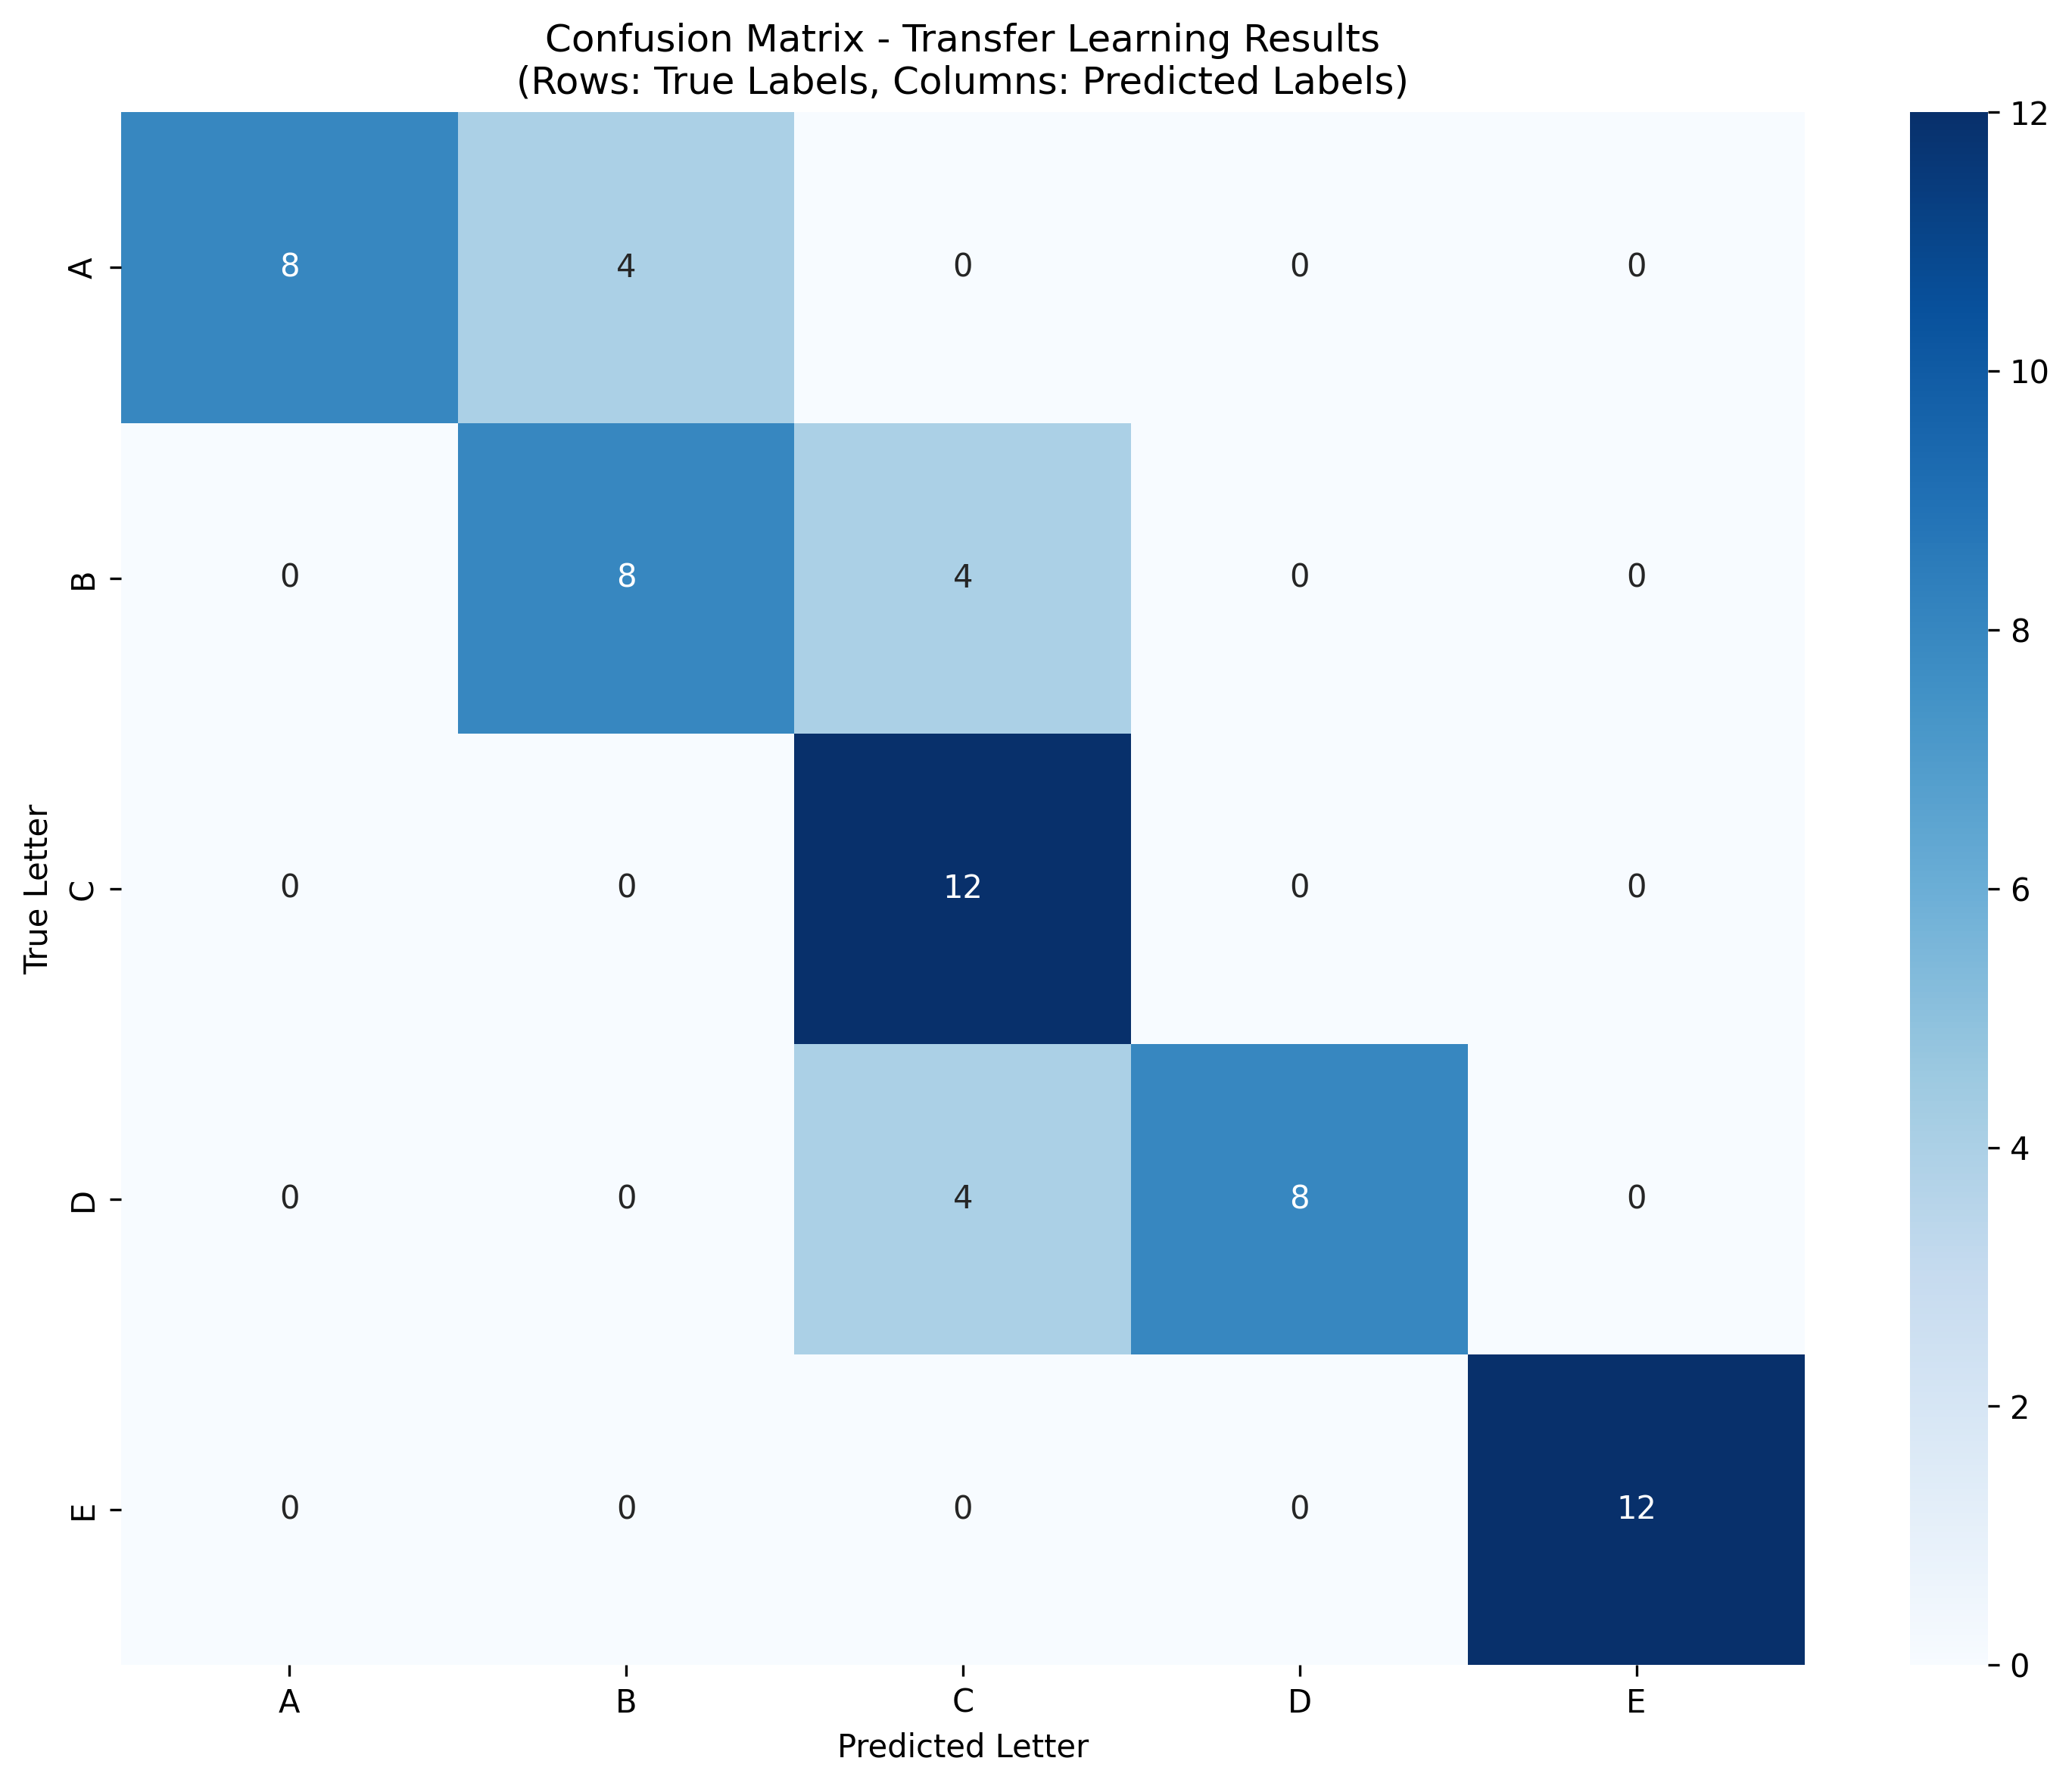 Confusion Matrix - Transfer Learning Results
(Rows: True Labels, Columns: Predicted Labels)
True Letter
A 8 4 0 0 0
B 0 8 4 0 0
C 0 0 12 0 0
D 0 0 4 8 0
E 0 0 0 0 12
A B C D E
Predicted Letter
12
10
8
6
4
2
0